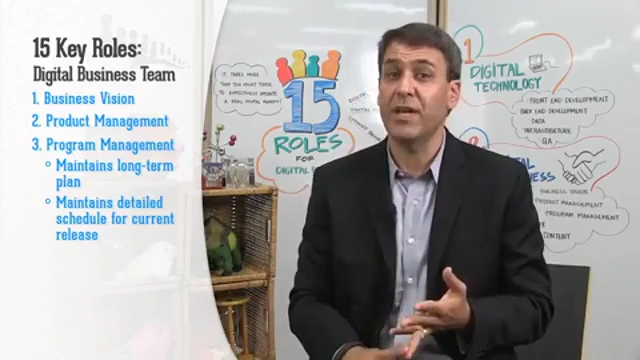 15 Key Roles:
Digital Business Team
1. Business Vision
2. Product Management
3. Program Management
Maintains long-term
plan
Maintains detailed
schedule for current
release
15
ROLES
FOR
1
DIGITAL
TECHNOLOGY
FRONT END DEVELOPMENT
BACK END DEVELOPMENT
DATA
INFRASTRUCTURE
QA
BUSINESS VISION
PRODUCT MANAGEMENT
PROGRAM MANAGEMENT
CONTENT